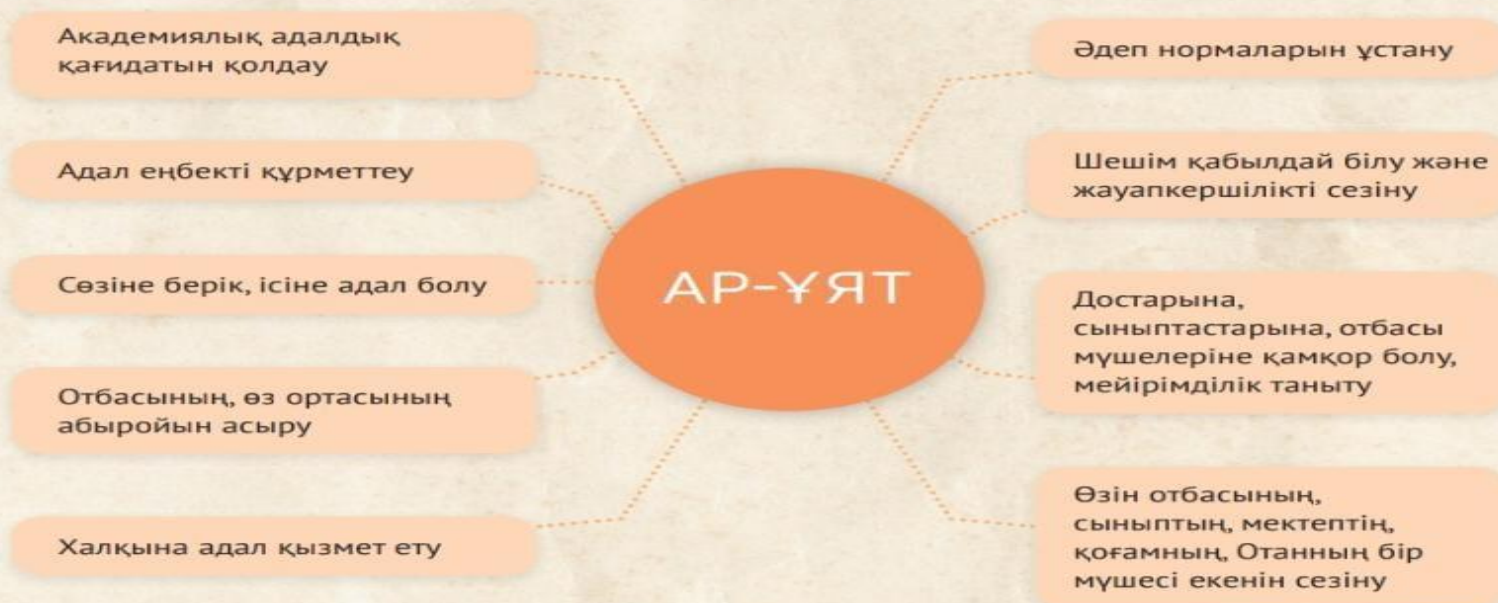 Академиялық адалдық
қағидатын қолдау
Адал еңбекті құрметтеу
Сөзіне берік, ісіне адал болу
Отбасының, өз ортасының
абыройын асыру
Халқына адал қызмет ету
АР-ҰЯТ
Әдеп нормаларын ұстану
Шешім қабылдай білу және
жауапкершілікті сезіну
Достарына,
сыныптастарына, отбасы
мүшелеріне қамқор болу,
мейірімділік таныту
Өзін отбасының,
сыныптың, мектептің,
қоғамның, Отанның бір
мүшесі екенін сезіну